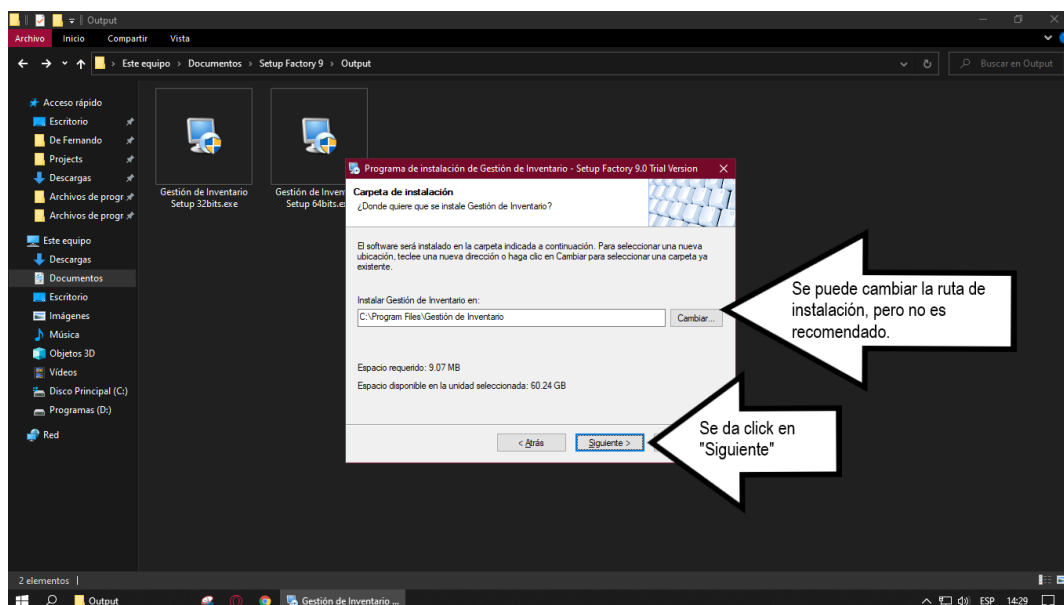 Output
Archivo Inicio Compartir Vista
Este equipo > Documentos > Setup Factory 9 > Output
Buscar en Output
Acceso rápido
Escritorio
De Fernando
Projects
Descargas
Archivos de progr
Archivos de progr
Este equipo
Descargas
Documentos
Escritorio
Imágenes
Música
Objetos 3D
Vídeos
Disco Principal (C:)
Programas (D:)
Red
Gestión de Inventario
Setup 32bits.exe
Gestión de Inven
Setup 64bits.e
Programa de instalación de Gestión de Inventario - Setup Factory 9.0 Trial Version
Carpeta de instalación
¿Donde quiere que se instale Gestión de Inventario?
El software será instalado en la carpeta indicada a continuación. Para seleccionar una nueva
ubicación, teclee una nueva dirección o haga clic en Cambiar para seleccionar una carpeta ya
existente.
Instalar Gestión de Inventario en:
C:\Program Files\Gestión de Inventario
Cambiar...
Espacio requerido: 9.07 MB
Espacio disponible en la unidad seleccionada: 60.24 GB
< Atrás
Siguiente >
Se puede cambiar la ruta de
instalación, pero no es
recomendado.
Se da click en
"Siguiente"
2 elementos
Output
Gestión de Inventario ...
ESP
14:29